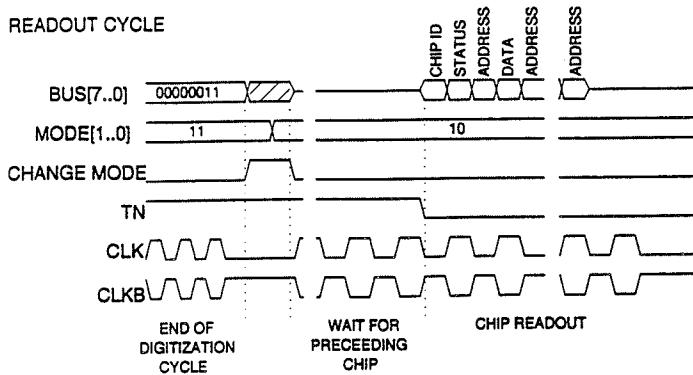 READOUT CYCLE
CHIP ID
STATUS
ADDRESS
DATA
ADDRESS
ADDRESS
BUS[7..0]
00000011
MODE[1..0]
11
10
CHANGE MODE
TN
CLK
CLKB
END OF
DIGITIZATION
CYCLE
WAIT FOR
PRECEEDING
CHIP
CHIP READOUT